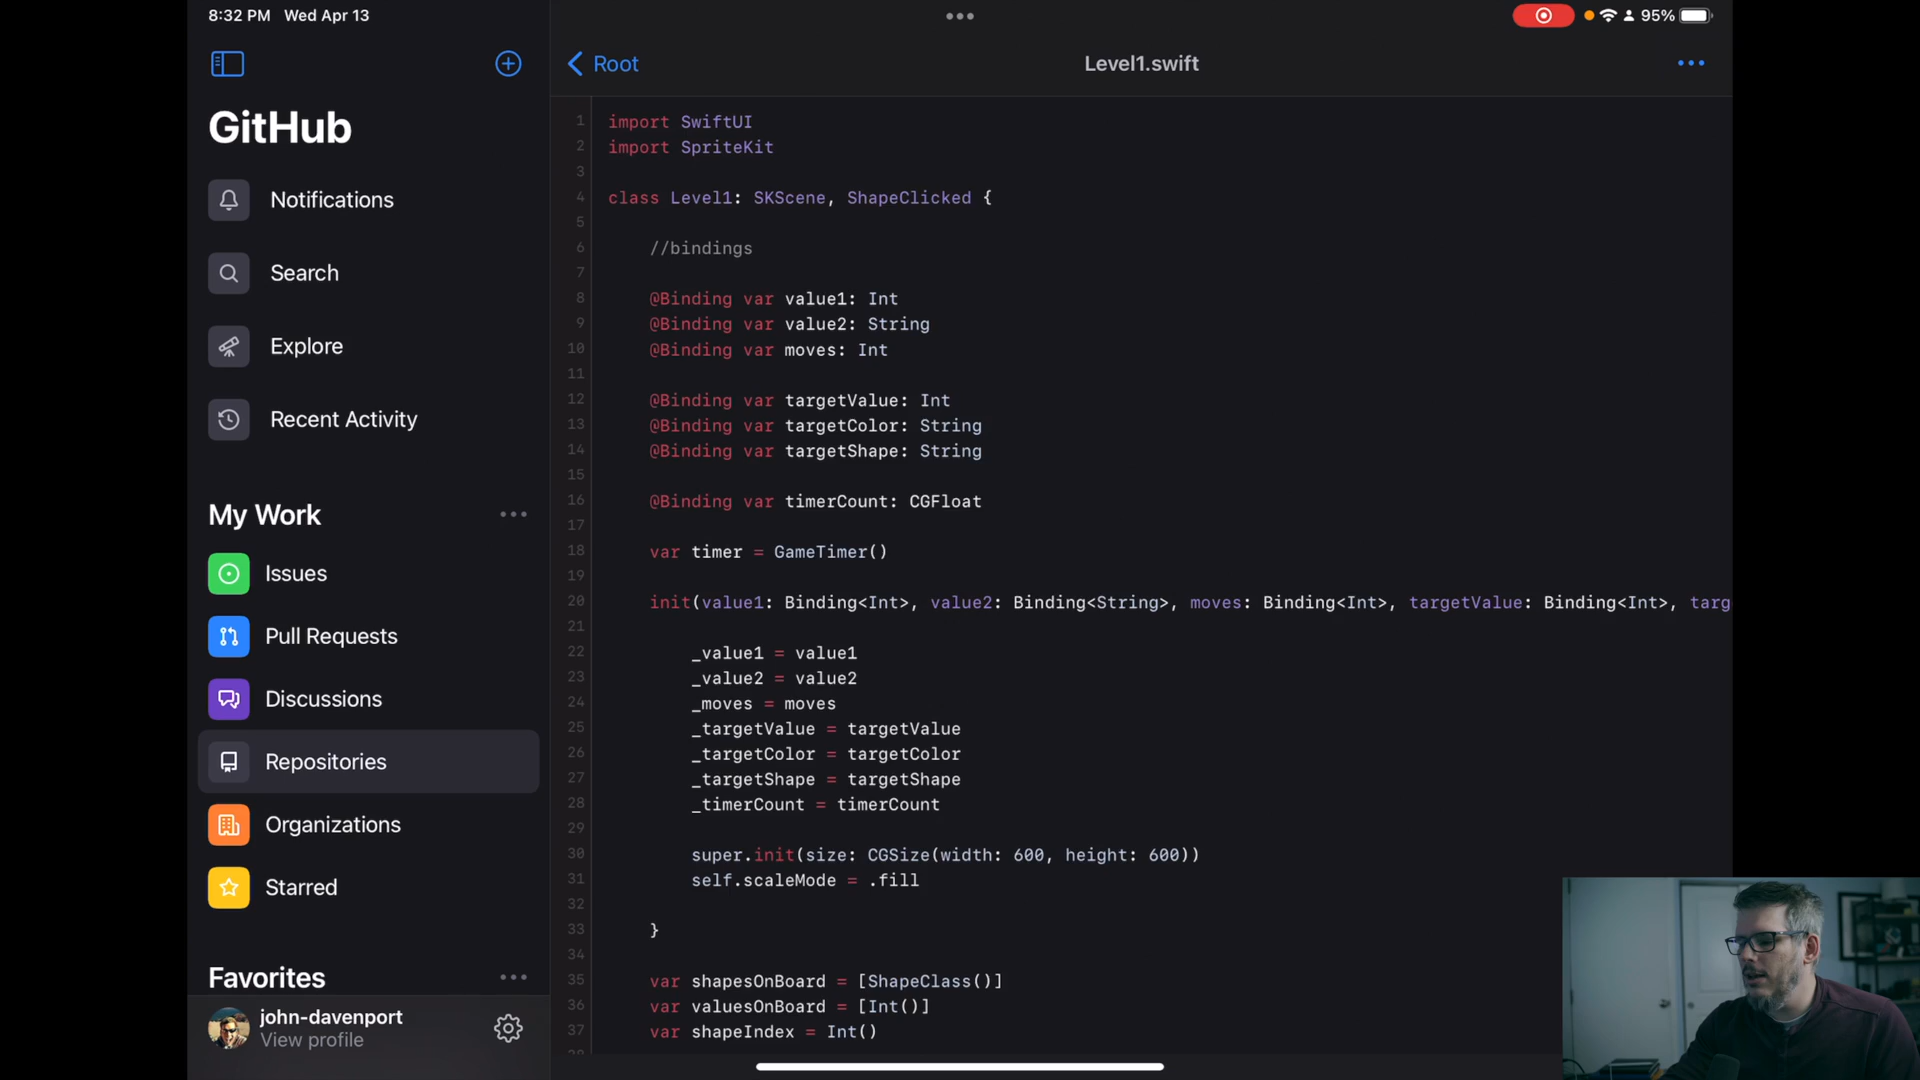 8:32 PM Wed Apr 13
95%
GitHub
Notifications
Search
Explore
Recent Activity
My Work
Issues
Pull Requests
Discussions
Repositories
Organizations
Starred
Favorites
john-davenport
View profile
Root
Level1.swift
1 import SwiftUI
2 import SpriteKit
3
4 class Level1: SKScene, ShapeClicked {
5
6 //bindings
7
8 @Binding var value1: Int
9 @Binding var value2: String
10 @Binding var moves: Int
11
12 @Binding var targetValue: Int
13 @Binding var targetColor: String
14 @Binding var targetShape: String
15
16 @Binding var timerCount: CGFloat
17
18 var timer = GameTimer()
19
20 init(value1: Binding<Int>, value2: Binding<String>, moves: Binding<Int>, targetValue: Binding<Int>, targ
21
22 _value1 = value1
23 _value2 = value2
24 _moves = moves
25 _targetValue = targetValue
26 _targetColor = targetColor
27 _targetShape = targetShape
28 _timerCount = timerCount
29
30 super.init(size: CGSize(width: 600, height: 600))
31 self.scaleMode = .fill
32
33 }
34
35 var shapesOnBoard = [ShapeClass()]
36 var valuesOnBoard = [Int()]
37 var shapeIndex = Int()